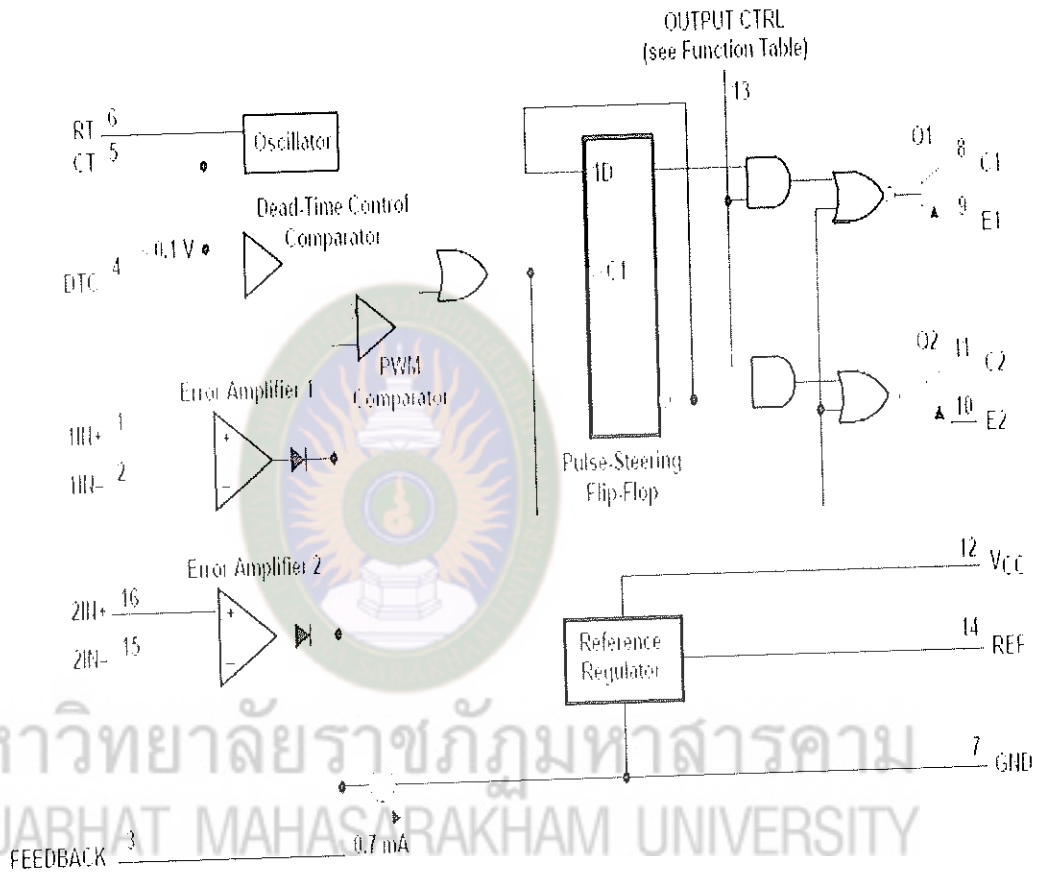 OUTPUT CTRL
(see Function Table)
13
RT 6
CT 5
Oscillator
Dead-Time Control
Comparator
0.1 V
DTC 4
PWM
Comparator
Error Amplifier 1
1IN+ 1
1IN– 2
Error Amplifier 2
2IN+ 16
2IN– 15
1D
C1
Pulse-Steering
Flip-Flop
Q1
8 C1
9 E1
Q2
11 C2
10 E2
12 VCC
Reference
Regulator
14 REF
7 GND
FEEDBACK 3
0.7 mA
หาวิทยาลัยราชภัฏมหาสารคาม
JABHAT MAHASARAKHAM UNIVERSITY